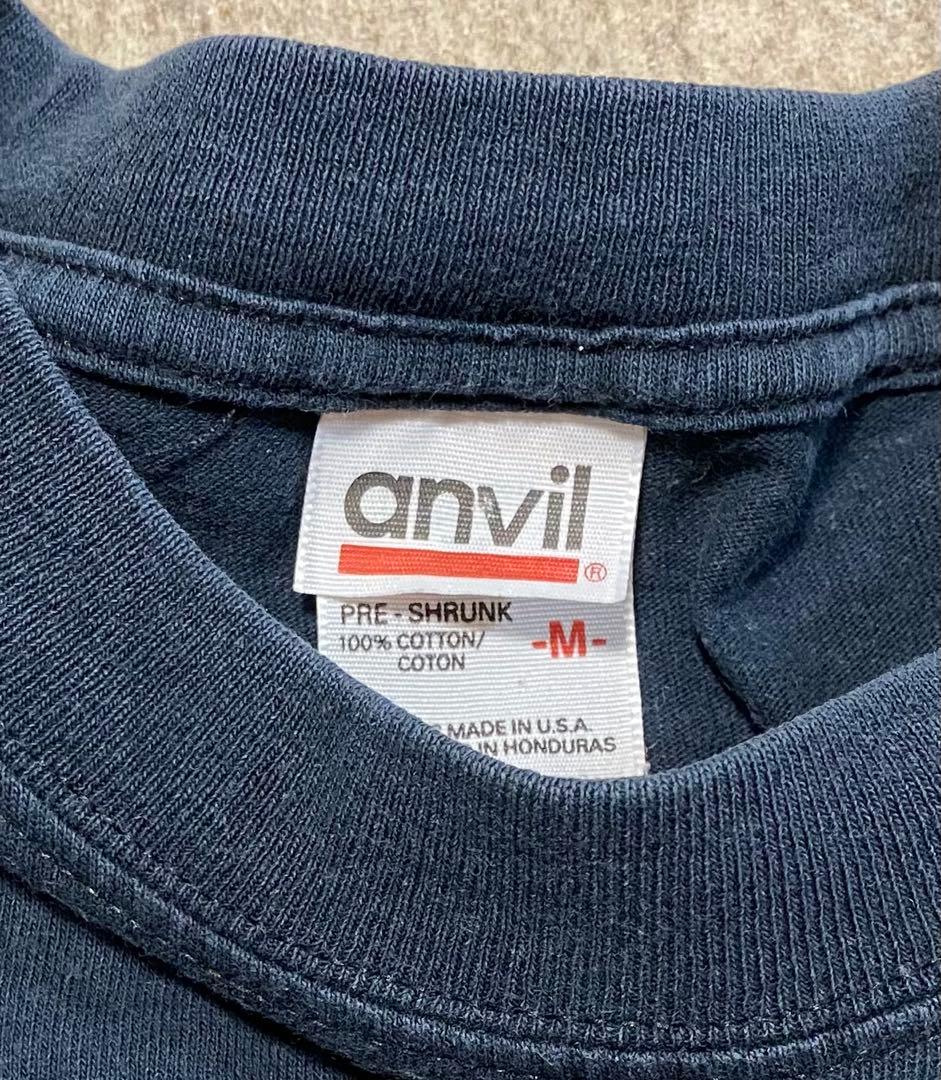 anvil®
PRE - SHRUNK
100% COTTON/
COTON
-M-
MADE IN U.S.A.
IN HONDURAS